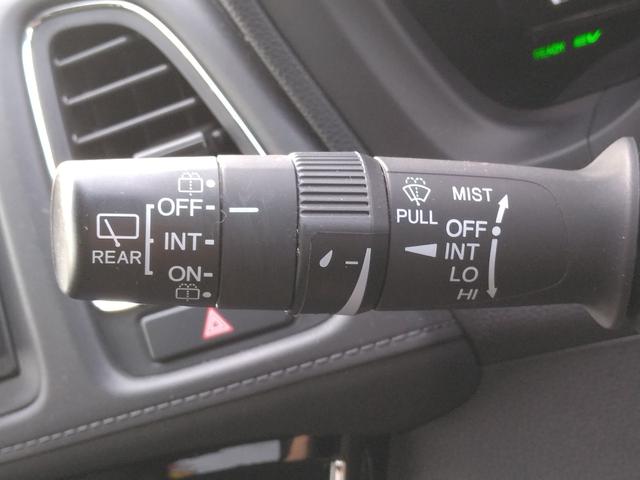 OFF
INT
ON
REAR
PULL
MIST
OFF
INT
LO
HI